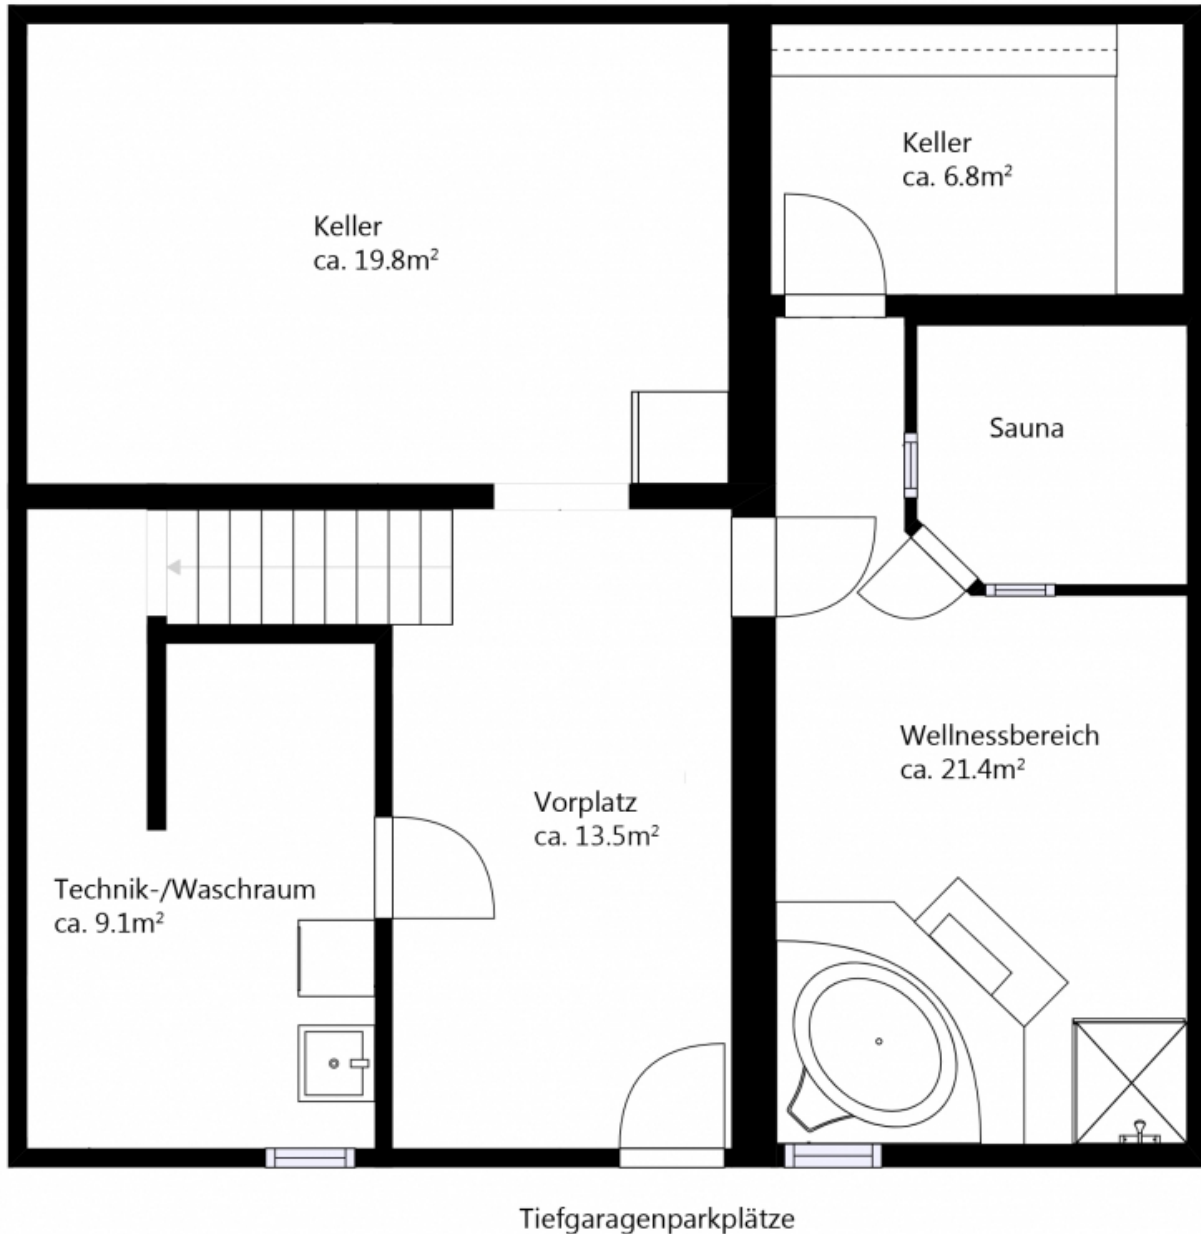 Keller
ca. 6.8m²
Keller
ca. 19.8m²
Sauna
Wellnessbereich
ca. 21.4m²
Vorplatz
ca. 13.5m²
Technik-/Waschraum
ca. 9.1m²
Tiefgaragenparkplätze